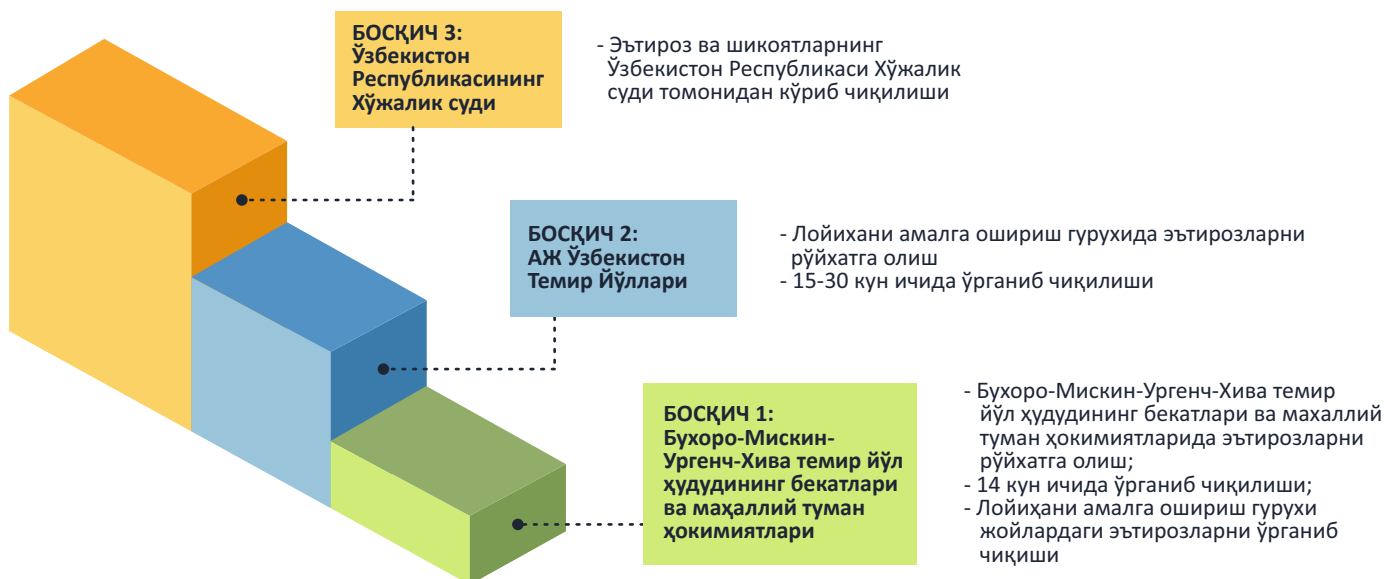 БОСҚИЧ 3:
Ўзбекистон
Республикасининг
Хўжалик суди
- Эътироз ва шикоятларнинг
Ўзбекистон Республикаси Хўжалик
суди томонидан кўриб чиқилиши
БОСҚИЧ 2:
АЖ Ўзбекистон
Темир Йўллари
- Лойихани амалга ошириш гурухида эътирозларни
рўйхатга олиш
- 15-30 кун ичида ўрганиб чиқилиши
БОСҚИЧ 1:
Бухоро-Мискин-
Ургенч-Хива темир йўл
ҳудудининг бекатлари
ва маҳаллий туман
ҳокимиятлари
- Бухоро-Мискин-Ургенч-Хива темир
йўл ҳудудининг бекатлари ва махаллий
туман ҳокимиятларида эътирозларни
рўйхатга олиш;
- 14 кун ичида ўрганиб чиқилиши;
- Лойиҳани амалга ошириш гурухи
жойлардаги эътирозларни ўрганиб
чиқиши